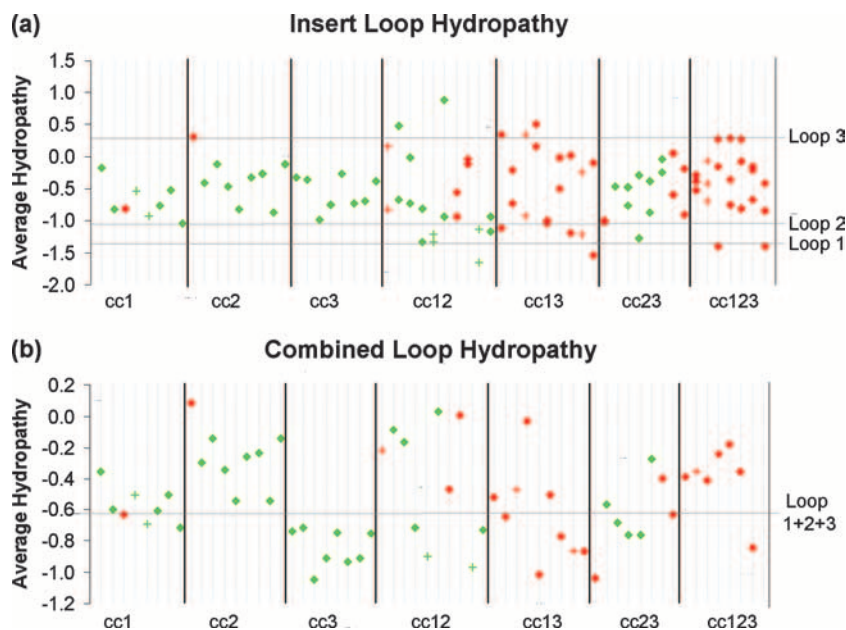 (a) Insert Loop Hydropathy
Average Hydropathy
1.5
1.0
0.5
0.0
-0.5
-1.0
-1.5
-2.0
Loop 3
Loop 2
Loop 1
cc1 cc2 cc3 cc12 cc13 cc23 cc123
(b) Combined Loop Hydropathy
Average Hydropathy
0.2
0.0
-0.2
-0.4
-0.6
-0.8
-1.0
-1.2
Loop
1+2+3
cc1 cc2 cc3 cc12 cc13 cc23 cc123